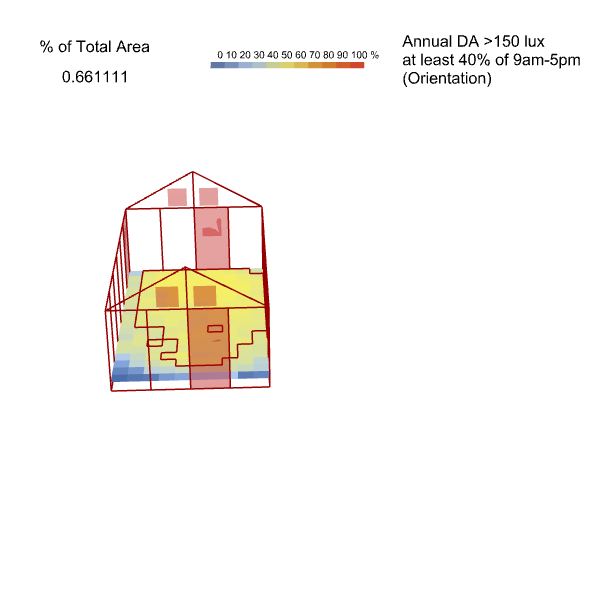 % of Total Area
0.661111
0 10 20 30 40 50 60 70 80 90 100 %
Annual DA >150 lux
at least 40% of 9am-5pm
(Orientation)